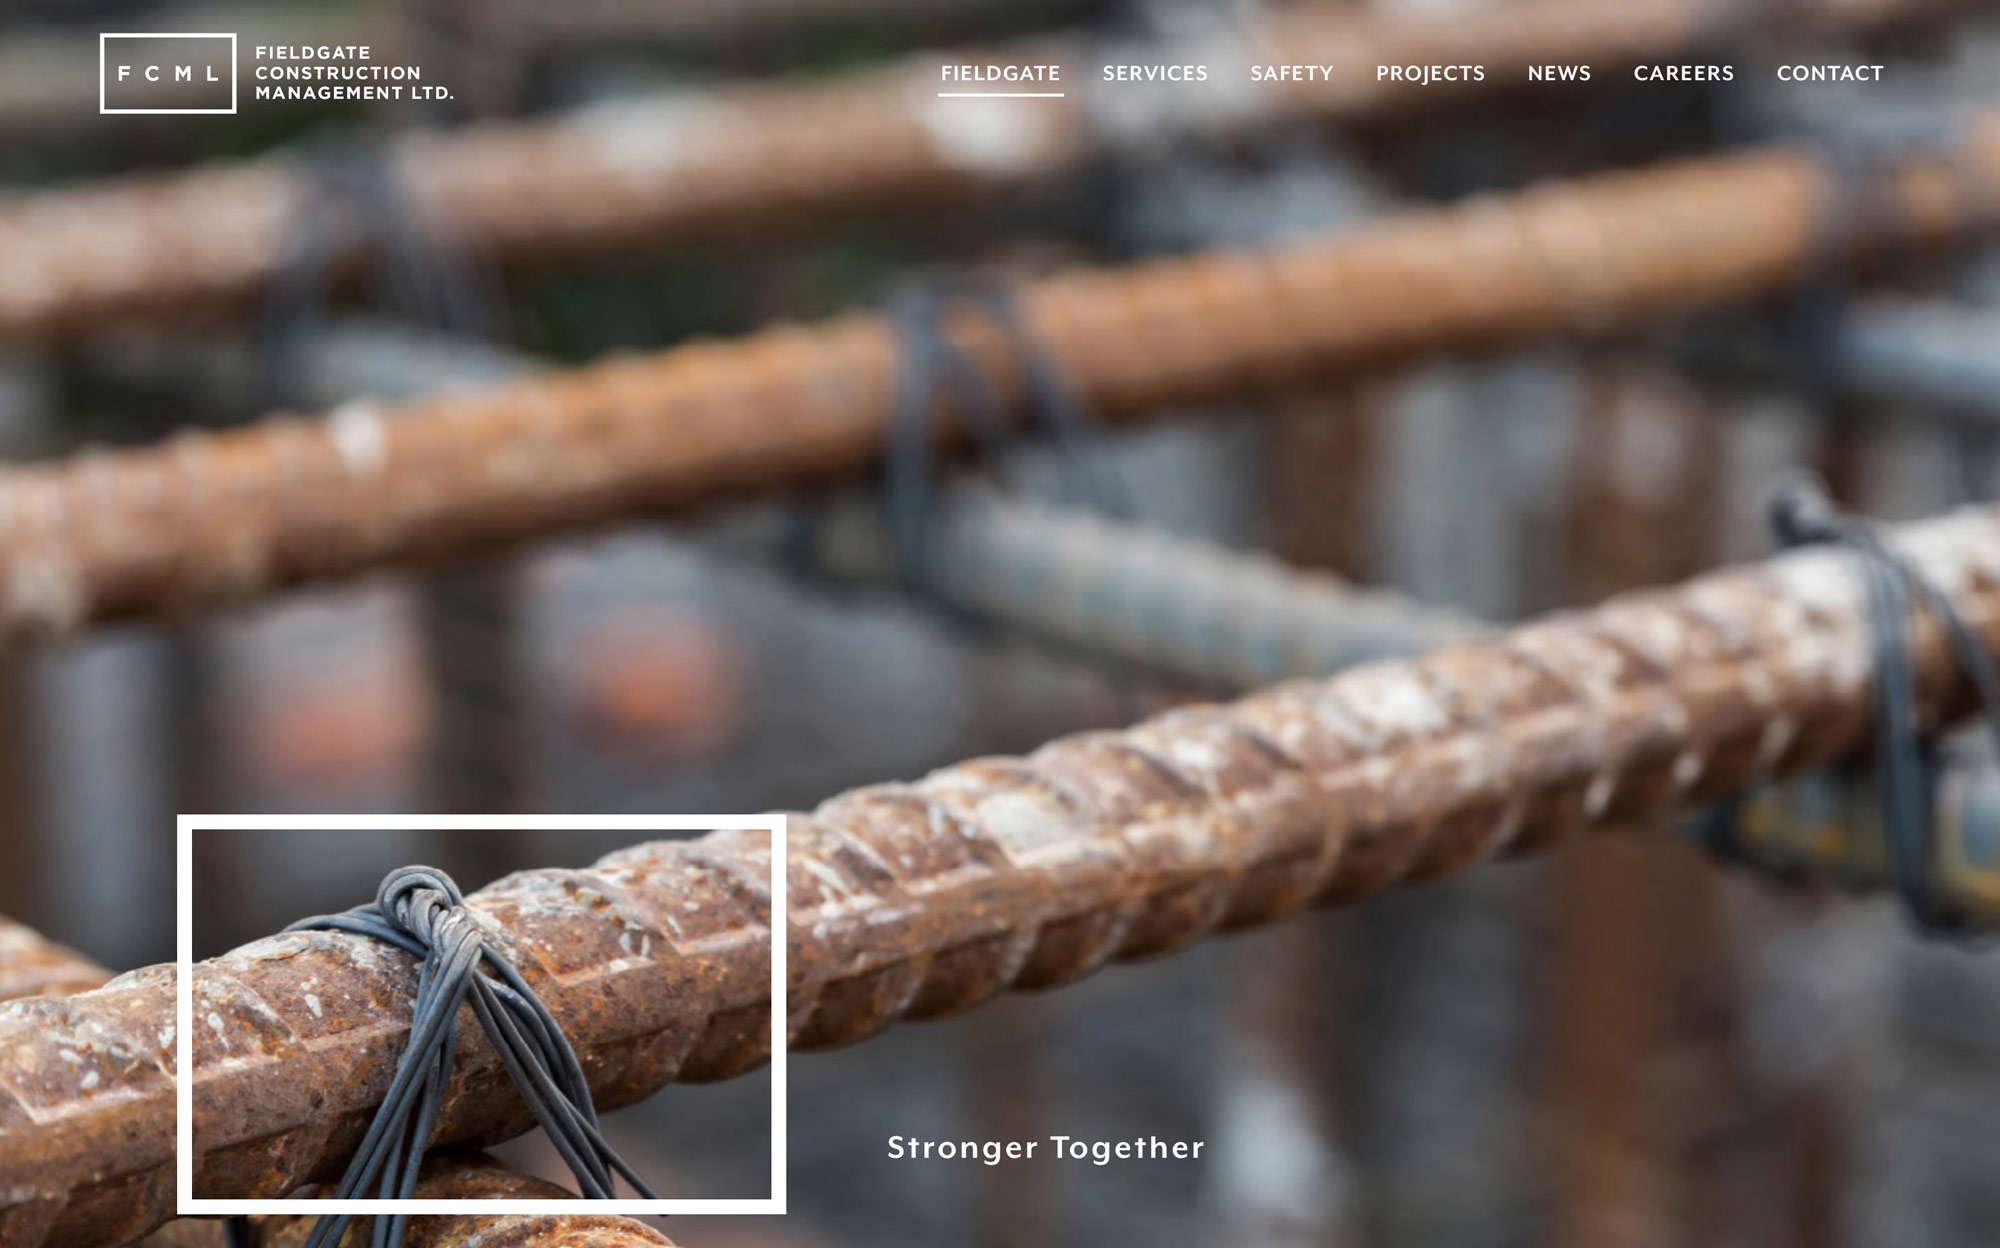 F C M L
FIELDGATE
CONSTRUCTION
MANAGEMENT LTD.
FIELDGATE SERVICES SAFETY PROJECTS NEWS CAREERS CONTACT
Stronger Together